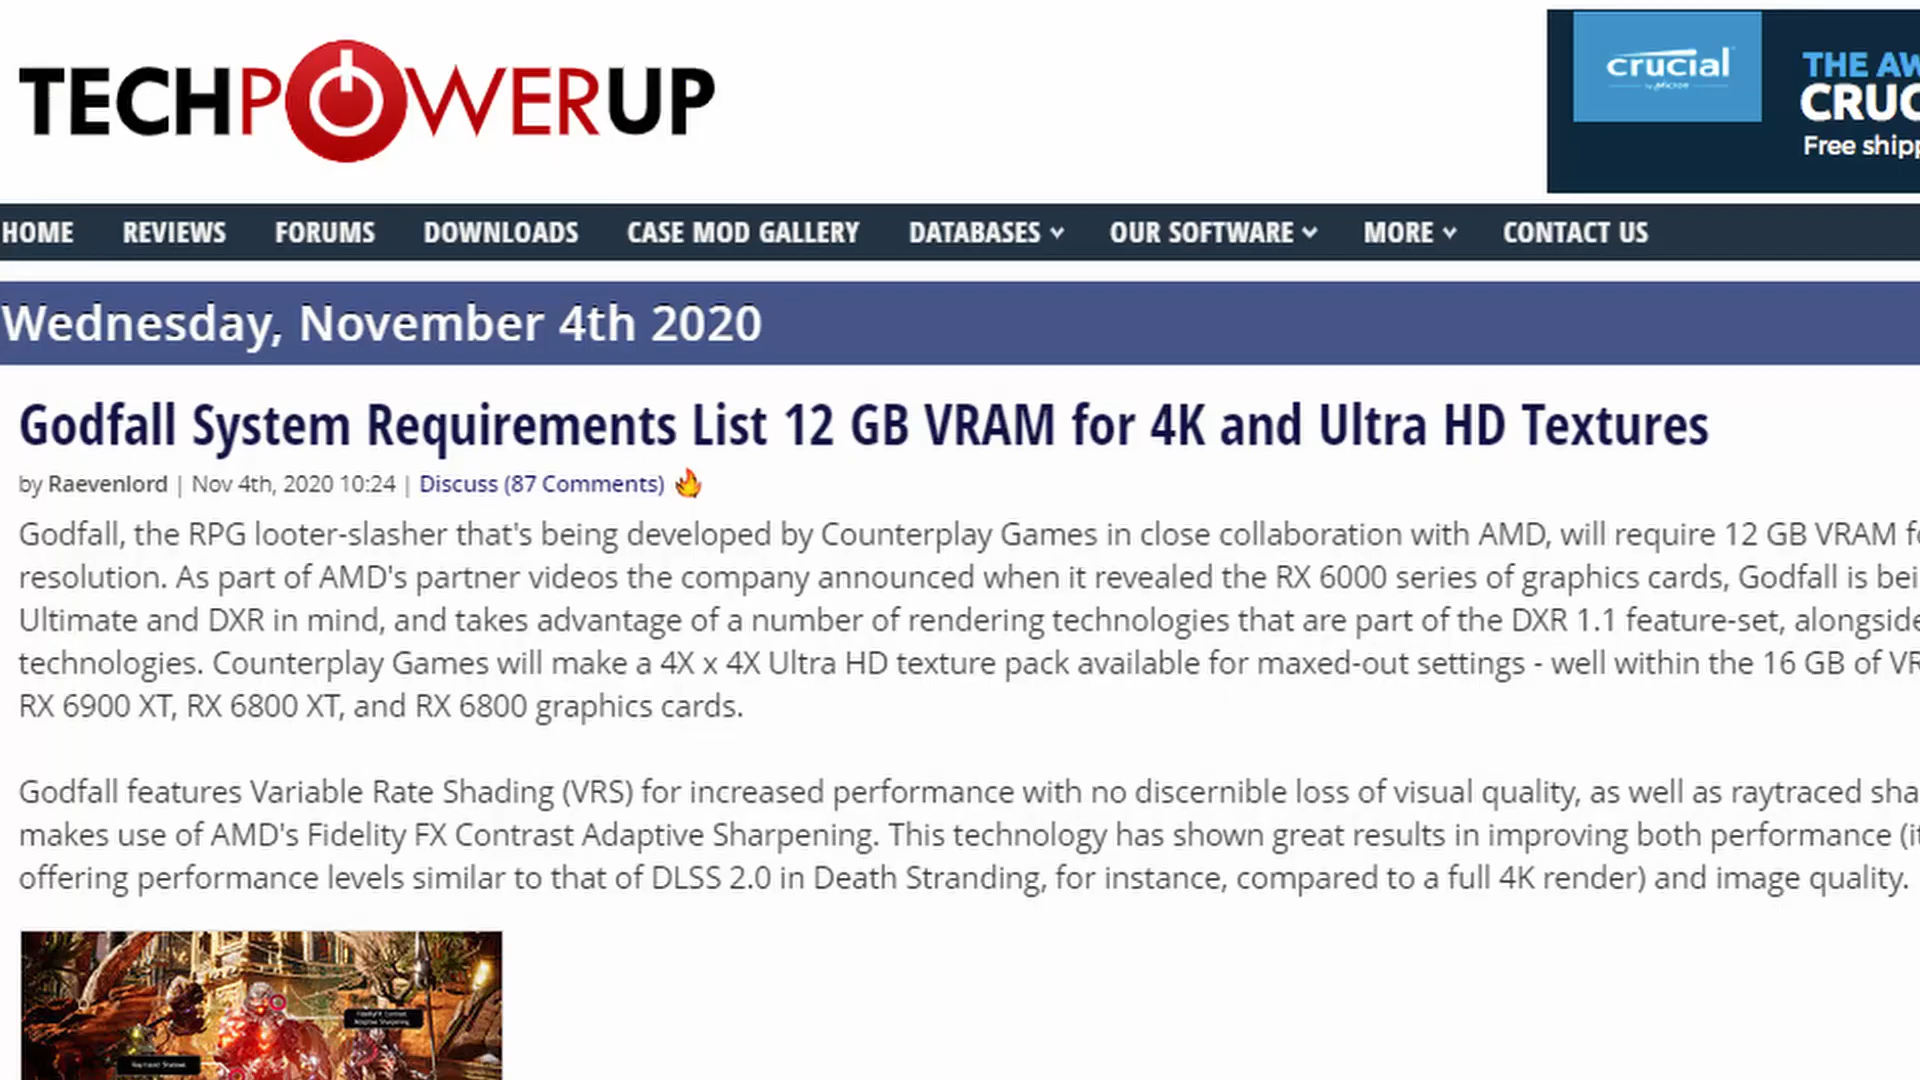 TECHPOWERUP
crucial
by Micron
THE AW
CRUC
Free shipp
HOME REVIEWS FORUMS DOWNLOADS CASE MOD GALLERY DATABASES OUR SOFTWARE MORE CONTACT US
Wednesday, November 4th 2020
Godfall System Requirements List 12 GB VRAM for 4K and Ultra HD Textures
by Raevenlord | Nov 4th, 2020 10:24 | Discuss (87 Comments)
Godfall, the RPG looter-slasher that's being developed by Counterplay Games in close collaboration with AMD, will require 12 GB VRAM fo
resolution. As part of AMD's partner videos the company announced when it revealed the RX 6000 series of graphics cards, Godfall is bei
Ultimate and DXR in mind, and takes advantage of a number of rendering technologies that are part of the DXR 1.1 feature-set, alongside
technologies. Counterplay Games will make a 4X x 4X Ultra HD texture pack available for maxed-out settings - well within the 16 GB of VR
RX 6900 XT, RX 6800 XT, and RX 6800 graphics cards.
Godfall features Variable Rate Shading (VRS) for increased performance with no discernible loss of visual quality, as well as raytraced sha
makes use of AMD's Fidelity FX Contrast Adaptive Sharpening. This technology has shown great results in improving both performance (it
offering performance levels similar to that of DLSS 2.0 in Death Stranding, for instance, compared to a full 4K render) and image quality.
FidelityFX Contrast
Adaptive Sharpening
Raytraced Shadows